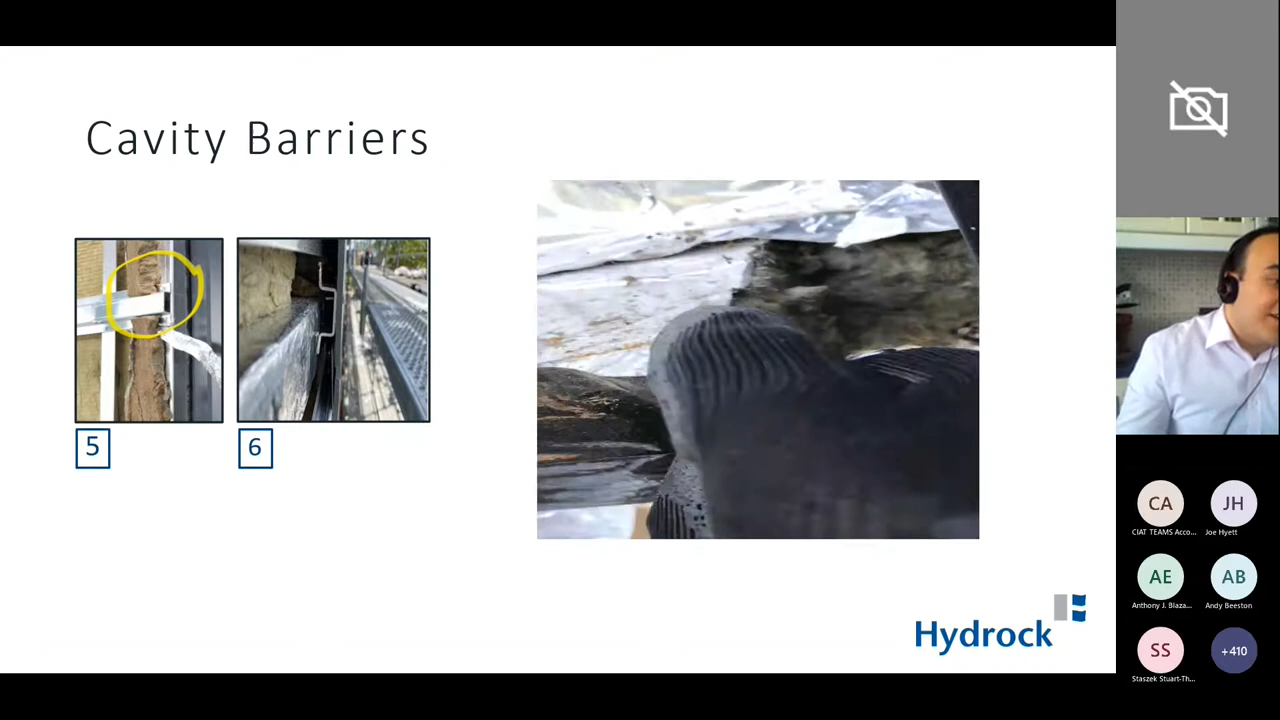 Cavity Barriers
5
6
Hydrock
CA
JH
CIAT TEAMS Acco...
Joe Hyett
AE
AB
Anthony J. Blaza...
Andy Beeston
SS
+410
Staszek Stuart-Th...